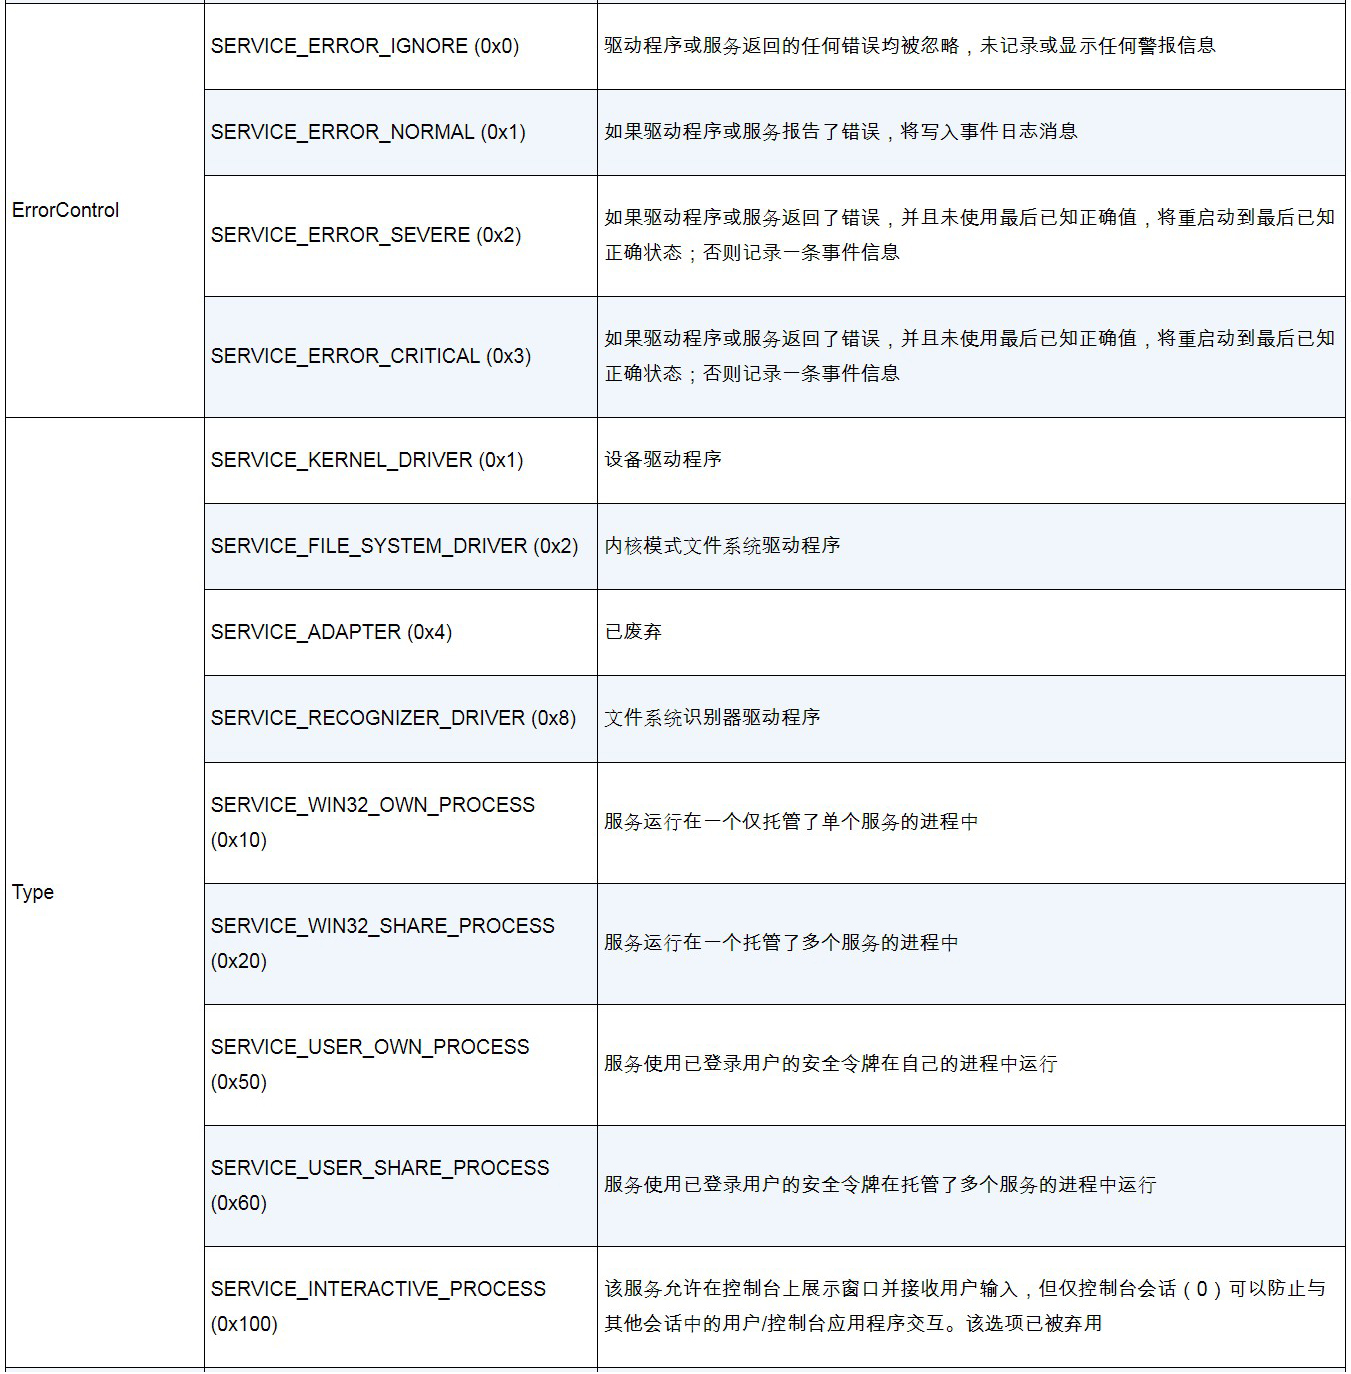 ErrorControl
SERVICE_ERROR_IGNORE (0x0)
驱动程序或服务返回的任何错误均被忽略，未记录或显示任何警报信息
SERVICE_ERROR_NORMAL (0x1)
如果驱动程序或服务报告了错误，将写入事件日志消息
SERVICE_ERROR_SEVERE (0x2)
如果驱动程序或服务返回了错误，并且未使用最后已知正确值，将重启动到最后已知
正确状态；否则记录一条事件信息
SERVICE_ERROR_CRITICAL (0x3)
如果驱动程序或服务返回了错误，并且未使用最后已知正确值，将重启动到最后已知
正确状态；否则记录一条事件信息
Type
SERVICE_KERNEL_DRIVER (0x1)
设备驱动程序
SERVICE_FILE_SYSTEM_DRIVER (0x2)
内核模式文件系统驱动程序
SERVICE_ADAPTER (0x4)
已废弃
SERVICE_RECOGNIZER_DRIVER (0x8)
文件系统识别器驱动程序
SERVICE_WIN32_OWN_PROCESS
(0x10)
服务运行在一个仅托管了单个服务的进程中
SERVICE_WIN32_SHARE_PROCESS
(0x20)
服务运行在一个托管了多个服务的进程中
SERVICE_USER_OWN_PROCESS
(0x50)
服务使用已登录用户的安全令牌在自己的进程中运行
SERVICE_USER_SHARE_PROCESS
(0x60)
服务使用已登录用户的安全令牌在托管了多个服务的进程中运行
SERVICE_INTERACTIVE_PROCESS
(0x100)
该服务允许在控制台上展示窗口并接收用户输入，但仅控制台会话（0）可以防止与
其他会话中的用户/控制台应用程序交互。该选项已被弃用